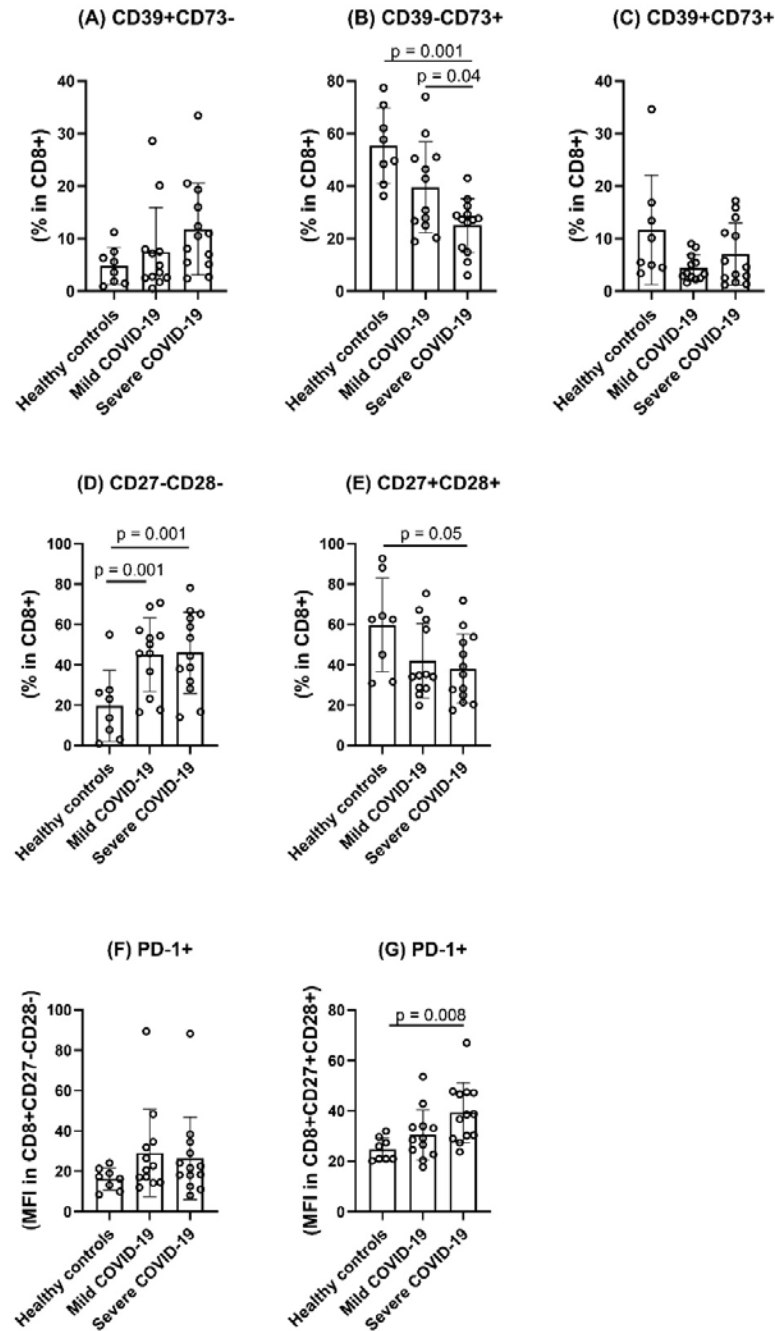 (A) CD39+CD73-
(% in CD8+)
40
30
20
10
0
Healthy controls
Mild COVID-19
Severe COVID-19
(B) CD39-CD73+
p = 0.001
p = 0.04
(% in CD8+)
80
60
40
20
0
Healthy controls
Mild COVID-19
Severe COVID-19
(C) CD39+CD73+
(% in CD8+)
40
30
20
10
0
Healthy controls
Mild COVID-19
Severe COVID-19
(D) CD27-CD28-
p = 0.001
p = 0.001
(% in CD8+)
100
80
60
40
20
0
Healthy controls
Mild COVID-19
Severe COVID-19
(E) CD27+CD28+
p = 0.05
(% in CD8+)
100
80
60
40
20
0
Healthy controls
Mild COVID-19
Severe COVID-19
(F) PD-1+
(MFI in CD8+CD27-CD28-)
100
80
60
40
20
0
Healthy controls
Mild COVID-19
Severe COVID-19
(G) PD-1+
p = 0.008
(MFI in CD8+CD27+CD28+)
80
60
40
20
0
Healthy controls
Mild COVID-19
Severe COVID-19